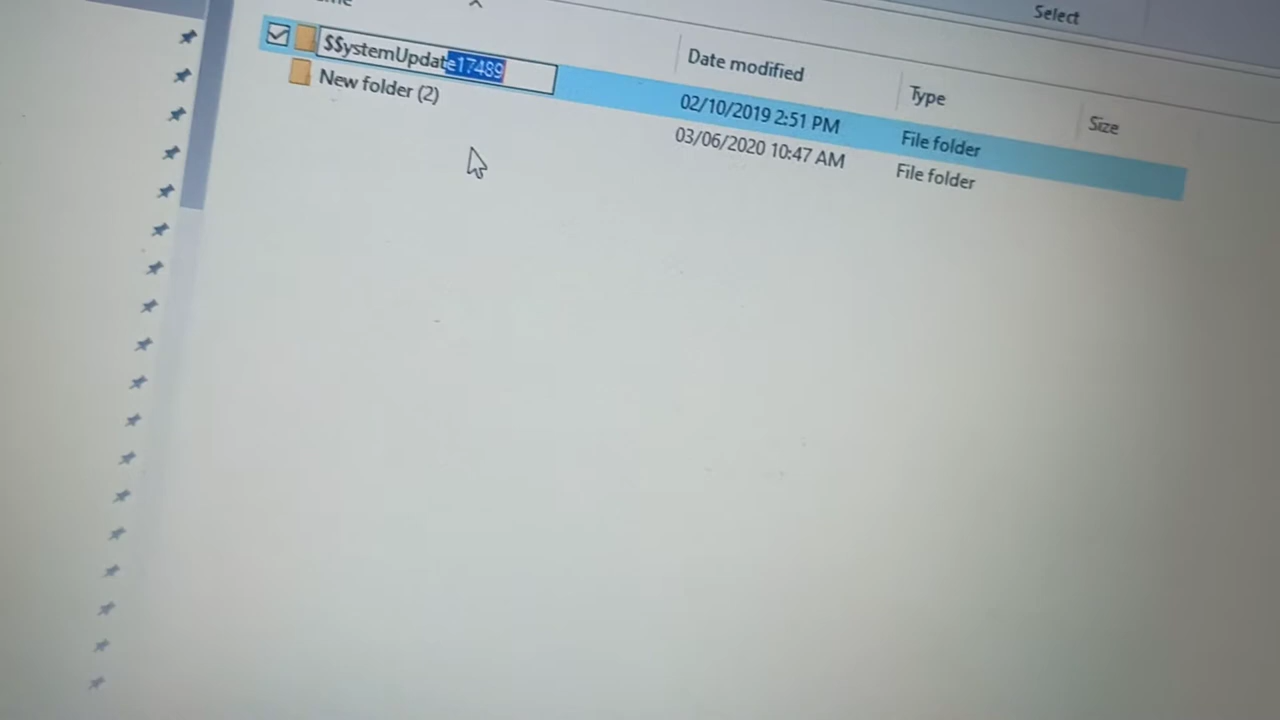 Select
Date modified
Type
Size
$SystemUpdate17489
02/10/2019 2:51 PM
File folder
New folder (2)
03/06/2020 10:47 AM
File folder